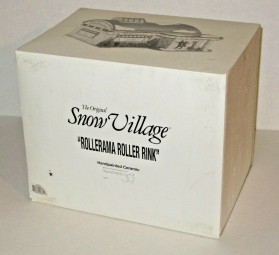 The Original
Snow Village
"ROLLERAMA ROLLER RINK"
Handpainted Ceramic